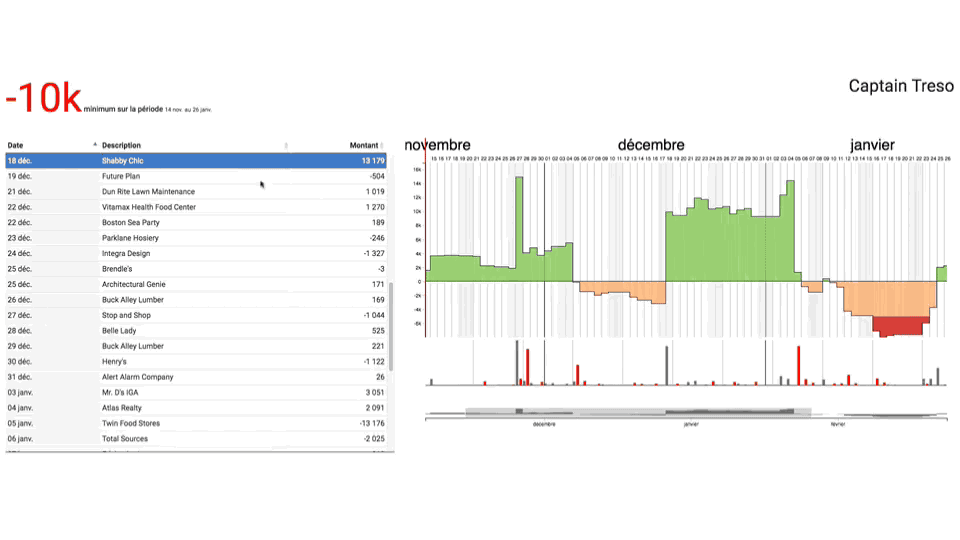 Captain Treso
-10k minimum sur la période 14 nov. au 26 janv.
Date Description Montant
18 déc. Shabby Chic 13 179
19 déc. Future Plan -504
21 déc. Dun Rite Lawn Maintenance 1 019
22 déc. Vitamax Health Food Center 1 270
22 déc. Boston Sea Party 189
23 déc. Parklane Hosiery -246
24 déc. Integra Design -1 327
25 déc. Brendle's -3
25 déc. Architectural Genie 171
26 déc. Buck Alley Lumber 169
27 déc. Stop and Shop -1 044
28 déc. Belle Lady 525
29 déc. Buck Alley Lumber 221
30 déc. Henry's -1 122
31 déc. Alert Alarm Company 26
03 janv. Mr. D's IGA 3 051
04 janv. Atlas Realty 2 091
05 janv. Twin Food Stores -13 176
06 janv. Total Sources -2 025
novembre décembre janvier
15 16 17 18 19 20 21 22 23 24 25 26 27 28 29 30 01 02 03 04 05 06 07 08 09 10 11 12 13 14 15 16 17 18 19 20 21 22 23 24 25 26 27 28 29 30 31 01 02 03 04 05 06 07 08 09 10 11 12 13 14 15 16 17 18 19 20 21 22 23 24 25 26
16k
14k
12k
10k
8k
6k
4k
2k
0
-2k
-4k
-6k
décembre janvier février